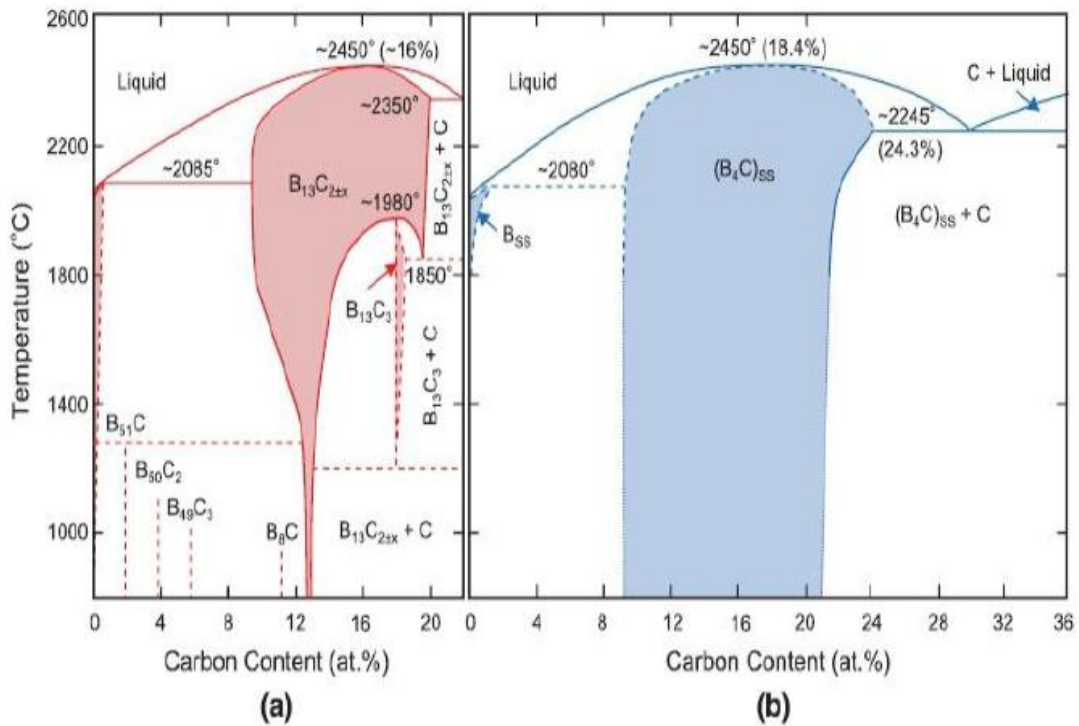 2600
2200
1800
1400
1000
Temperature (°C)
Liquid
~2450° (~16%)
~2350°
~2085°
B₁₃C₂±ₓ
~1980°
B₁₃C₂±ₓ + C
1850°
B₁₃C₃
B₁₃C₃ + C
B₅₁C
B₅₀C₂
B₄₉C₃
B₈C
B₁₃C₂±ₓ + C
0 4 8 12 16 20
Carbon Content (at.%)
(a)
Liquid
~2450° (18.4%)
C + Liquid
~2245°
(24.3%)
~2080°
(B₄C)SS
BSS
(B₄C)SS + C
0 4 8 12 16 20 24 28 32 36
Carbon Content (at.%)
(b)